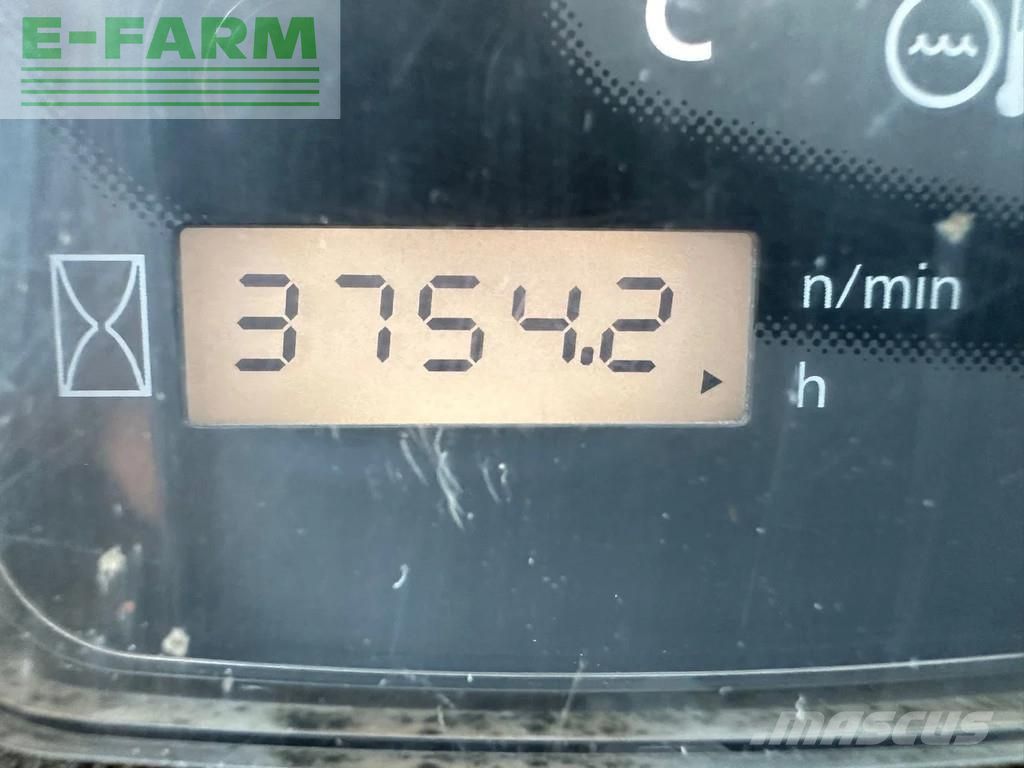 E-FARM
C
3754.2
n/min
h
MASCUS